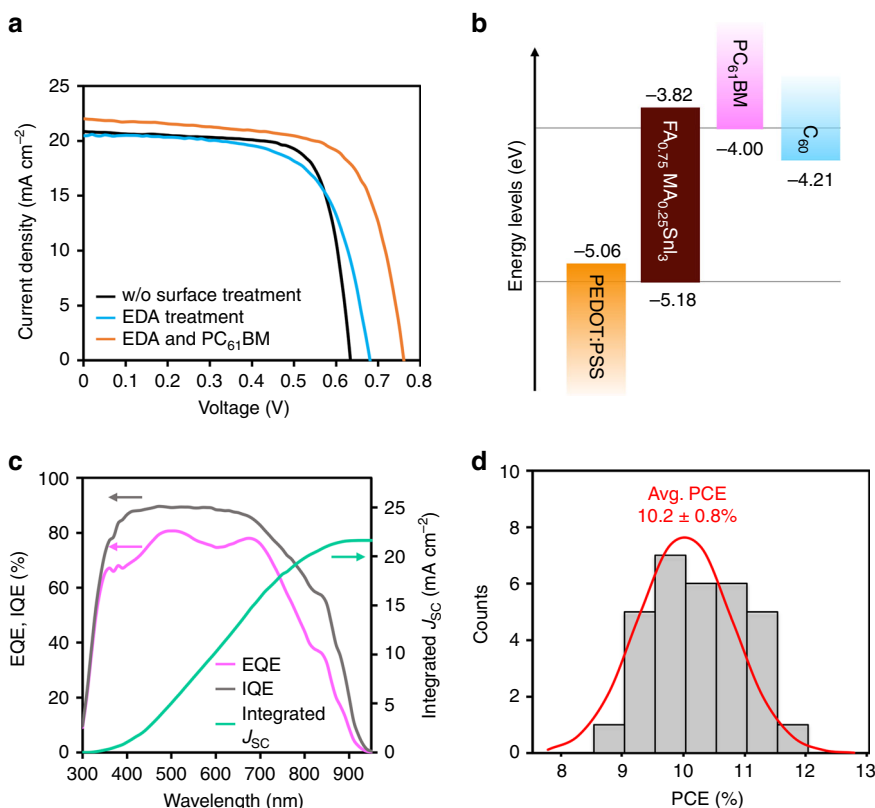 a
25
20
15
10
5
0
Current density (mA cm⁻²)
w/o surface treatment
EDA treatment
EDA and PC₆₁BM
0 0.1 0.2 0.3 0.4 0.5 0.6 0.7 0.8
Voltage (V)
b
Energy levels (eV)
−5.06
PEDOT:PSS
−3.82
FA₀.₇₅ MA₀.₂₅SnI₃
−5.18
PC₆₁BM
−4.00
C₆₀
−4.21
c
100
80
60
40
20
0
EQE, IQE (%)
EQE
IQE
Integrated
J_SC
25
20
15
10
5
0
Integrated J_SC (mA cm⁻²)
300 400 500 600 700 800 900
Wavelength (nm)
d
10
8
6
4
2
0
Counts
Avg. PCE
10.2 ± 0.8%
8 9 10 11 12 13
PCE (%)